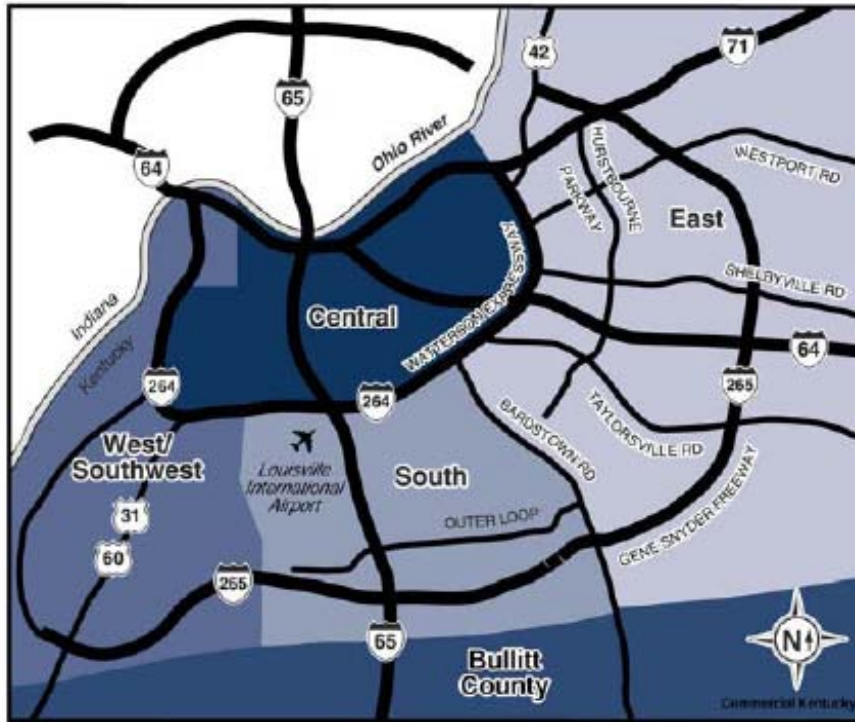 42
71
65
Ohio River
64
HURSTBOURNE
PARKWAY
WESTPORT RD
East
WATTERSON EXPRESSWAY
SHELBYVILLE RD
Indiana
Kentucky
Central
64
264
264
265
West/
Southwest
Louisville
International
Airport
South
BARDSTOWN RD
TAYLORSVILLE RD
31
OUTER LOOP
GENE SNYDER FREEWAY
60
265
65
N
Bullitt
County
Commercial Kentucky